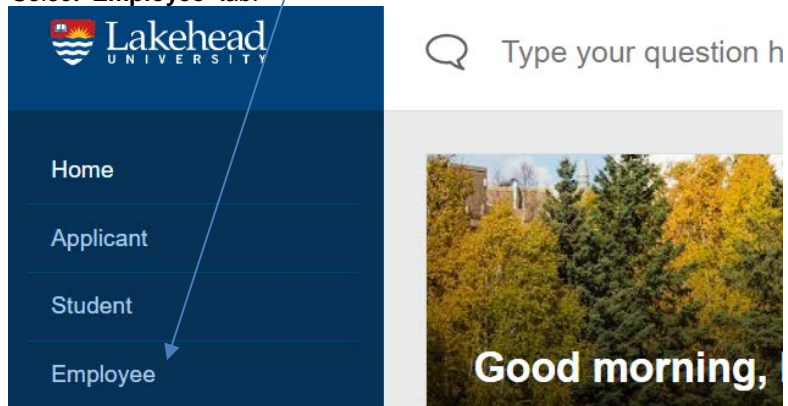 Select "Employee" tab.
Lakehead
UNIVERSITY
Type your question h
Home
Applicant
Student
Employee
Good morning,